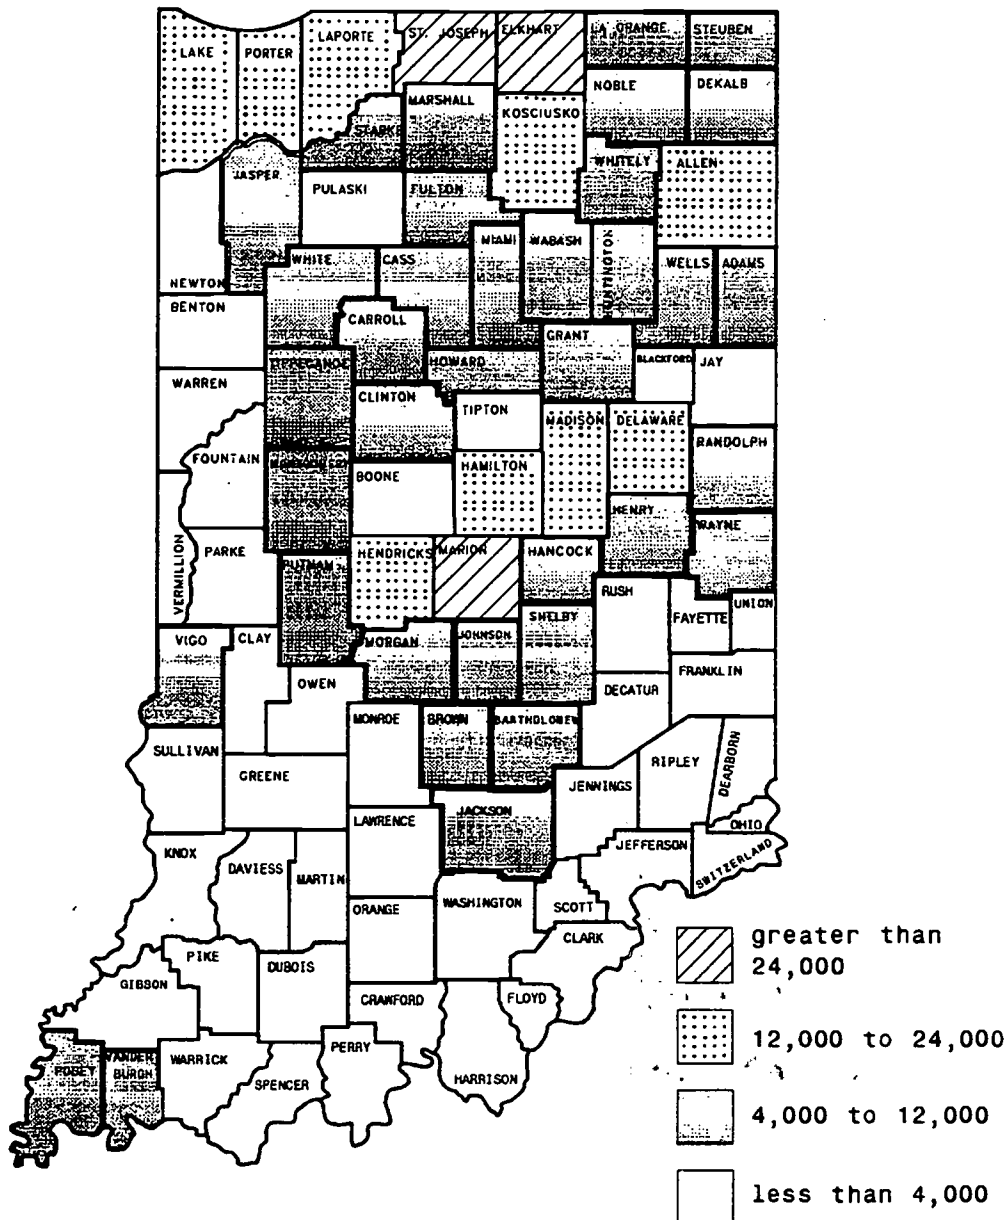 LAKE
PORTER
LAPORTE
ST. JOSEPH
ELKHART
LA GRANGE
STEUBEN
NOBLE
DEKALB
MARSHALL
STARKE
KOSCIUSKO
WHITELY
ALLEN
JASPER
PULASKI
FULTON
NEWTON
WHITE
CASS
MIAMI
WABASH
HUNTINGTON
WELLS
ADAMS
BENTON
CARROLL
GRANT
TIPPECANOE
HOWARD
BLACKFORD
JAY
WARREN
CLINTON
TIPTON
MADISON
DELAWARE
RANDOLPH
FOUNTAIN
MONTGOMERY
BOONE
HAMILTON
HENRY
WAYNE
VERMILLION
PARKE
PUTNAM
HENDRICKS
MARION
HANCOCK
RUSH
FAYETTE
UNION
VIGO
CLAY
MORGAN
JOHNSON
SHELBY
OWEN
DECATUR
FRANKLIN
SULLIVAN
MONROE
BROWN
BARTHOLOMEW
GREENE
JENNINGS
RIPLEY
DEARBORN
LAWRENCE
JACKSON
OHIO
KNOX
DAVIESS
MARTIN
JEFFERSON
SWITZERLAND
ORANGE
WASHINGTON
SCOTT
CLARK
PIKE
DUBOIS
GIBSON
CRAWFORD
FLOYD
POSEY
VANDER
BURGH
WARRICK
SPENCER
PERRY
HARRISON
greater than
24,000
12,000 to 24,000
4,000 to 12,000
less than 4,000